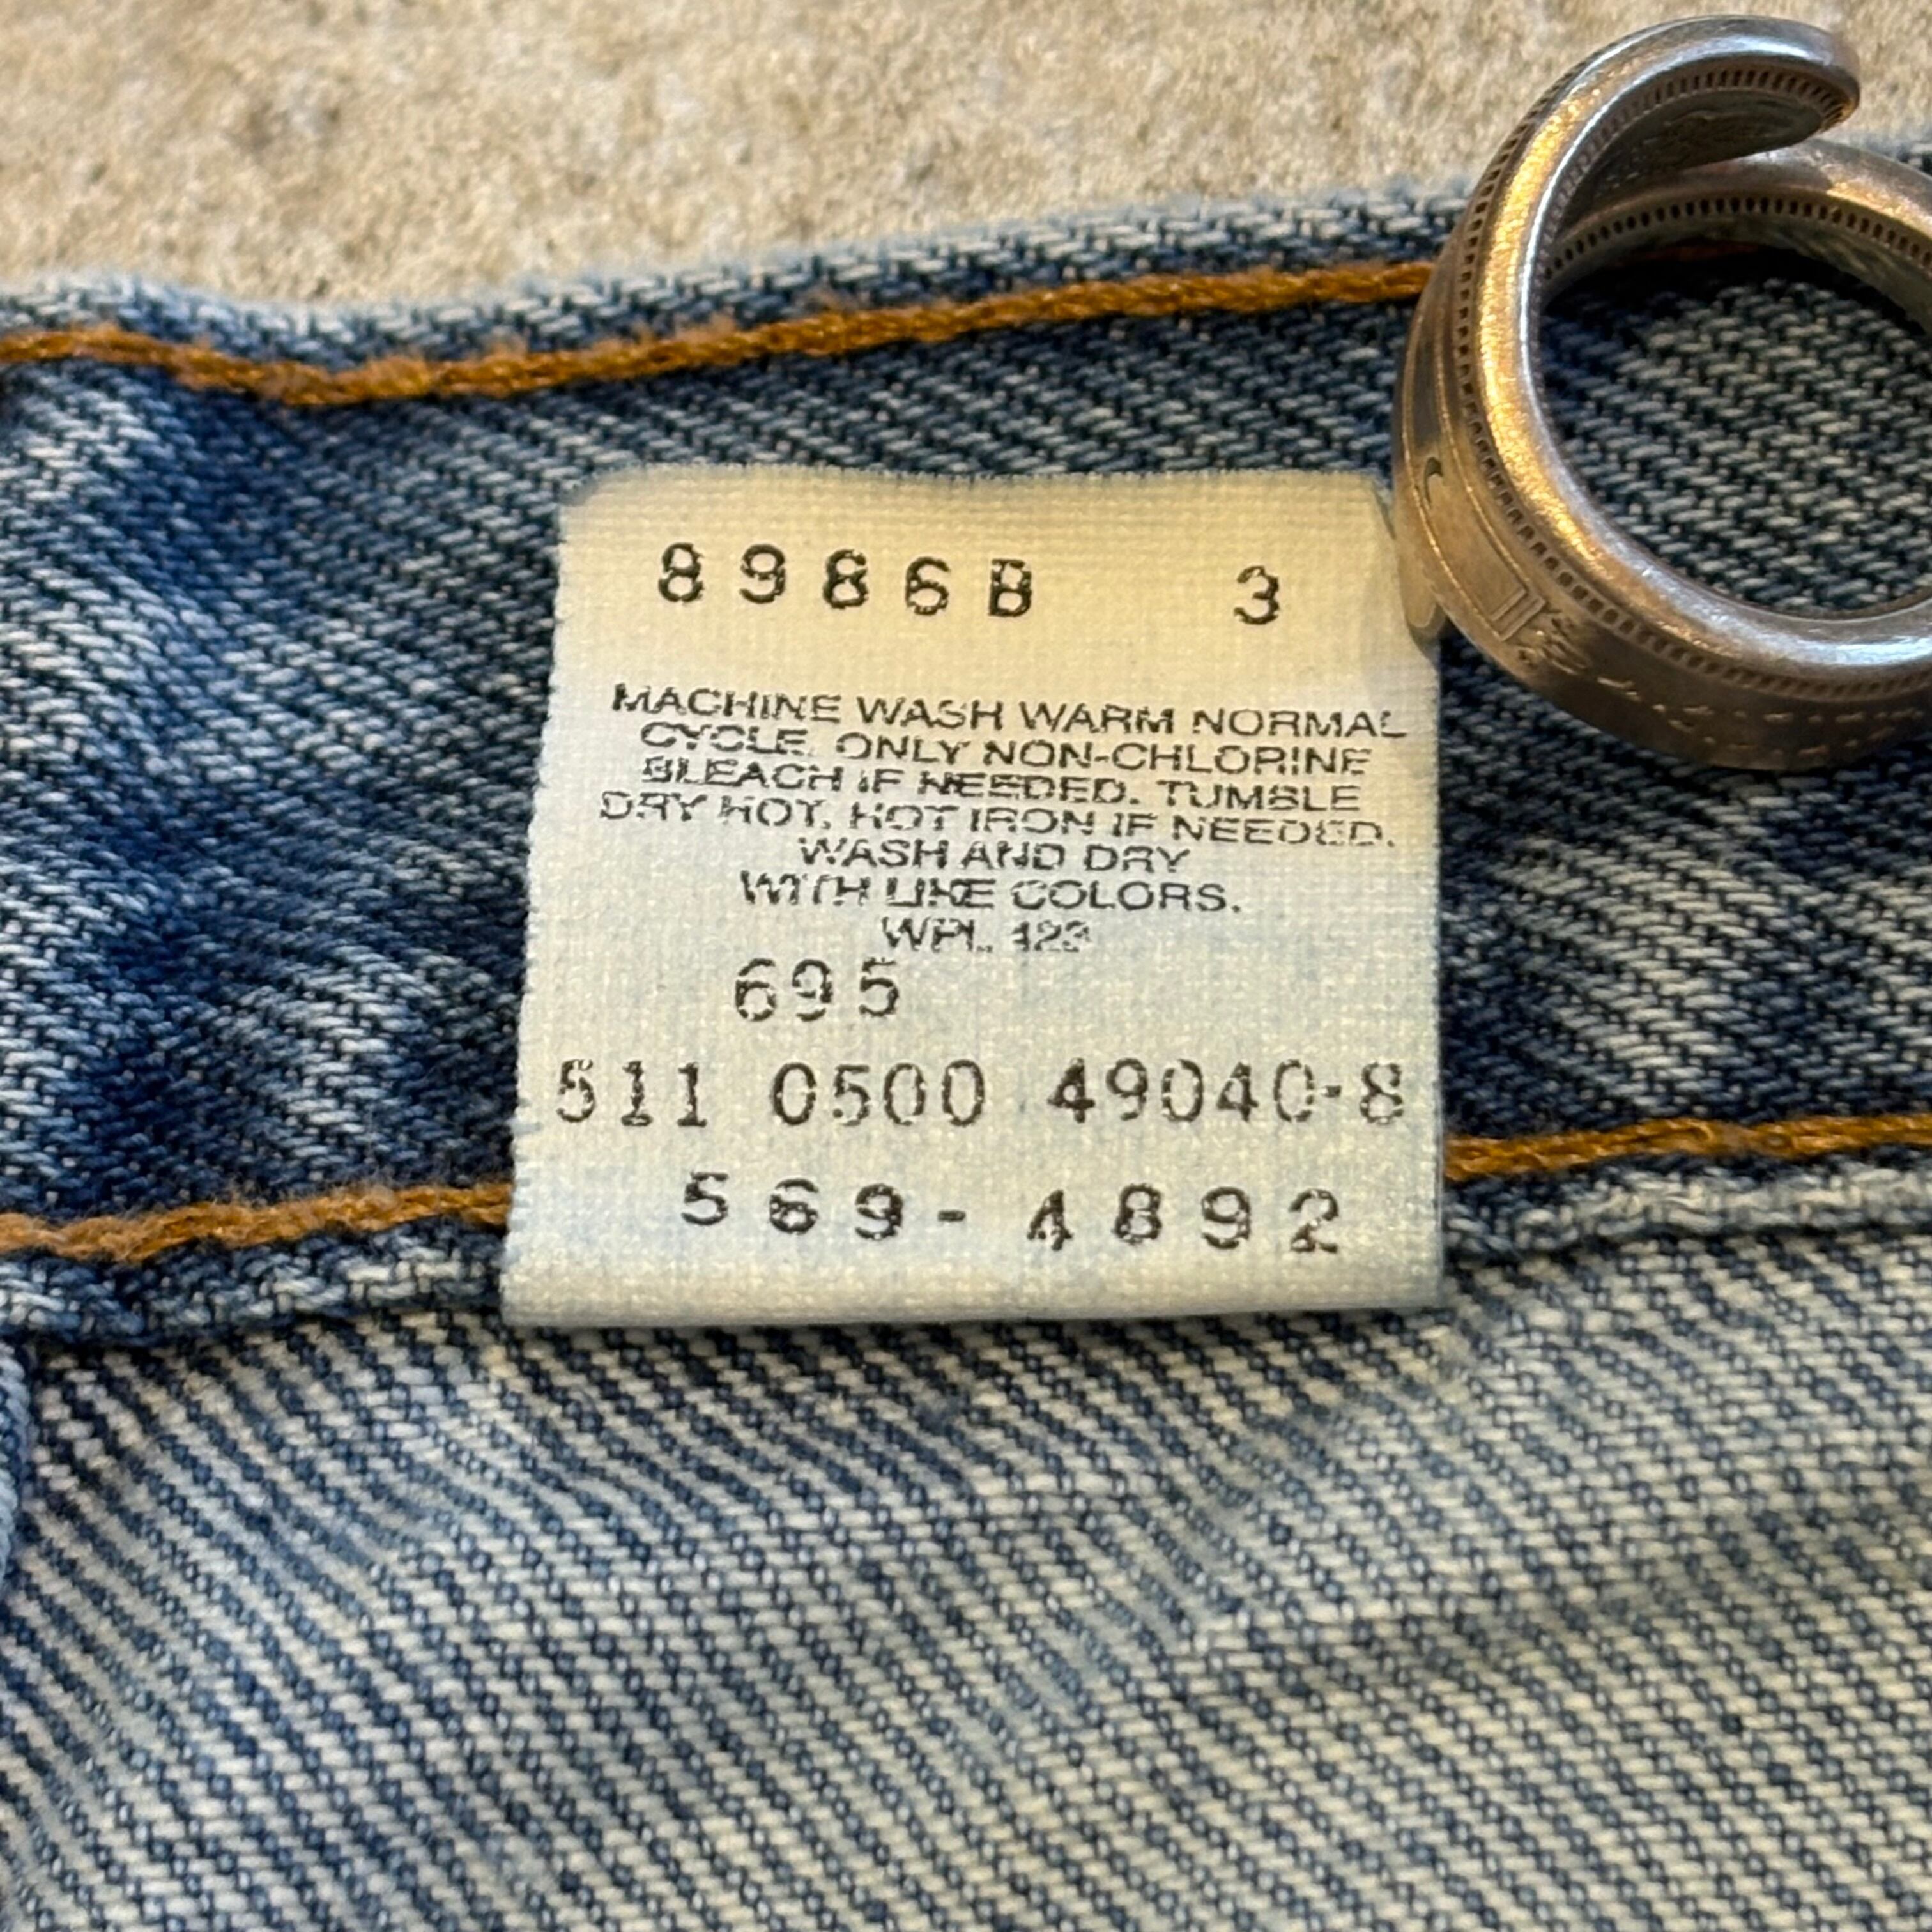 8986B 3
MACHINE WASH WARM NORMAL
CYCLE. ONLY NON-CHLORINE
BLEACH IF NEEDED. TUMBLE
DRY HOT. HOT IRON IF NEEDED.
WASH AND DRY
WITH LIKE COLORS.
WPL 423
695
511 0500 49040-8
569-4892